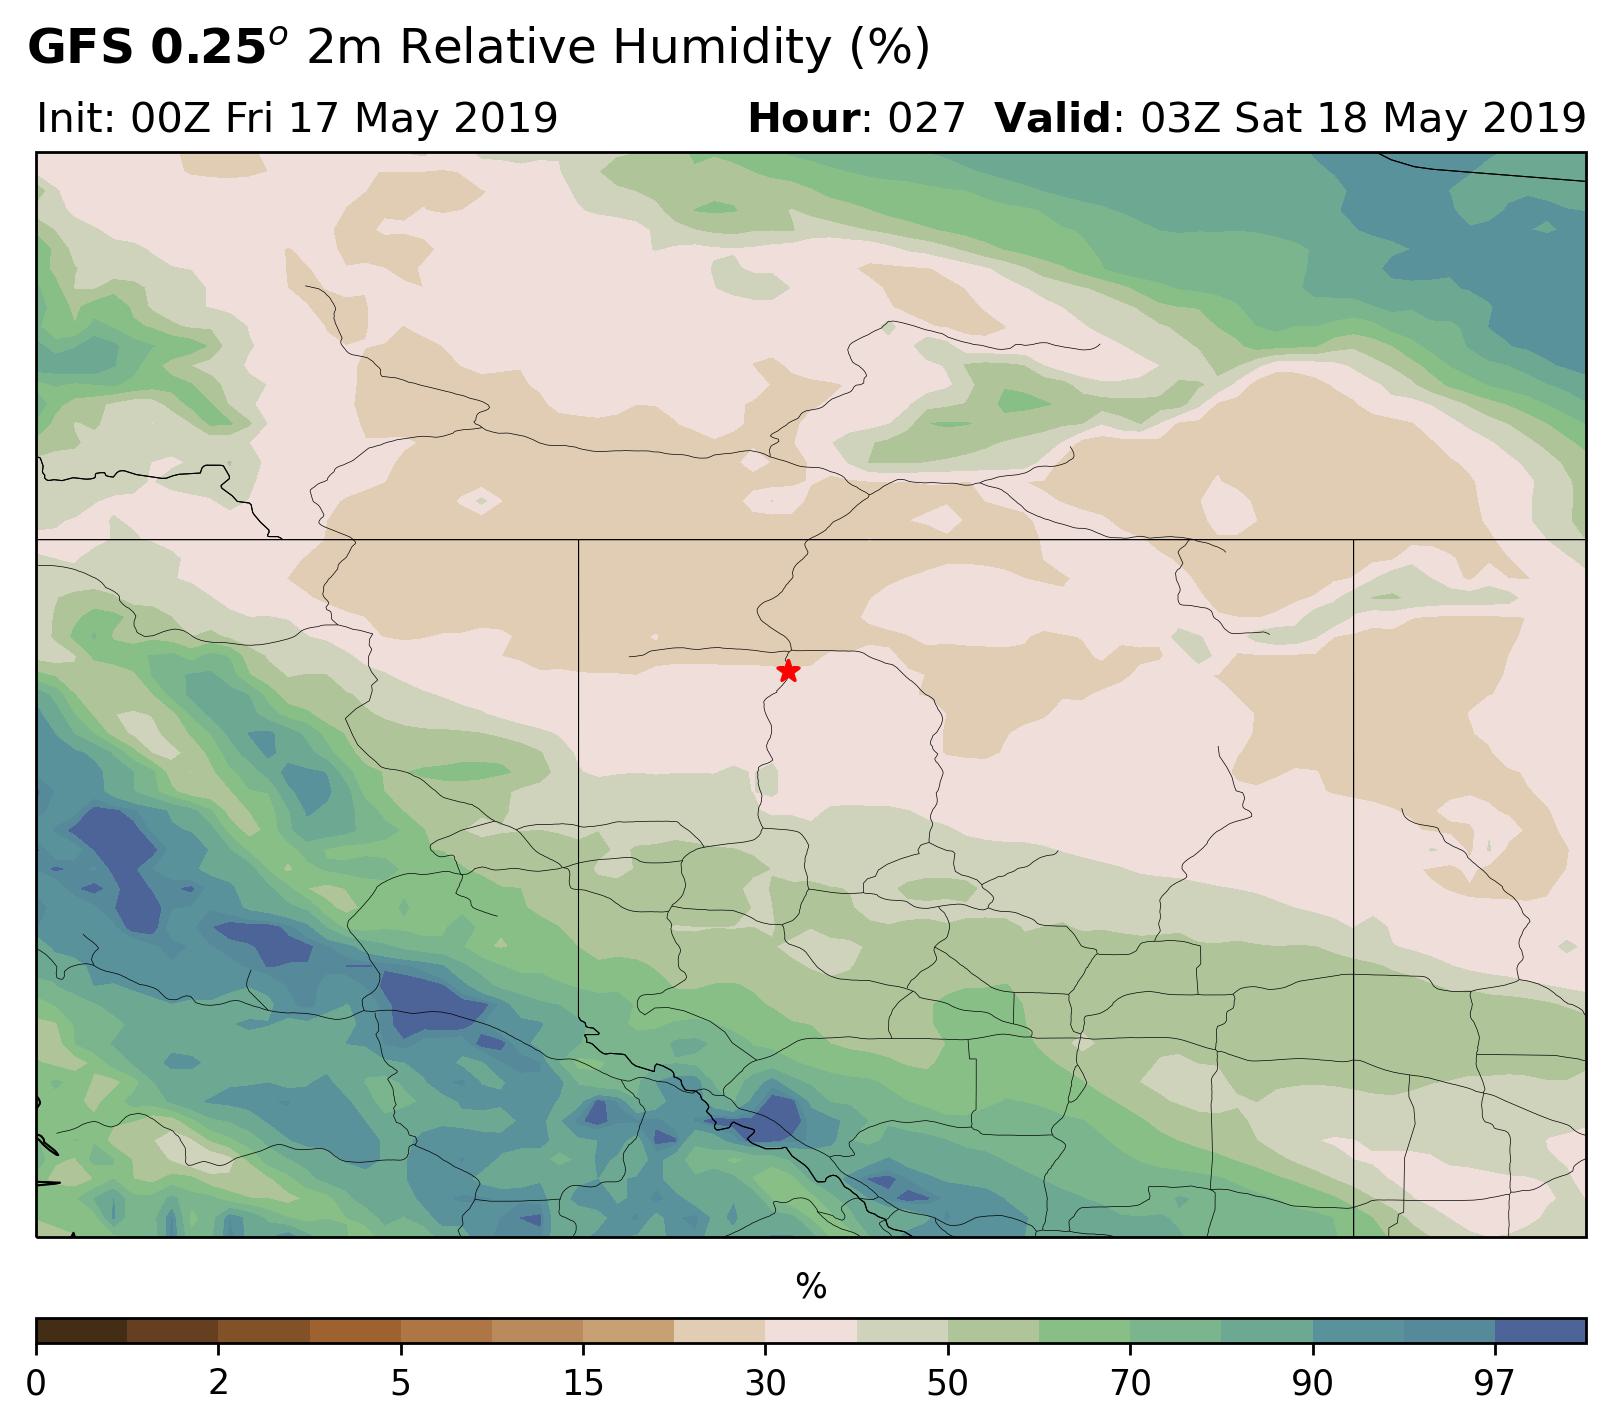 GFS 0.25º 2m Relative Humidity (%)
Init: 00Z Fri 17 May 2019 Hour: 027 Valid: 03Z Sat 18 May 2019
%
0 2 5 15 30 50 70 90 97